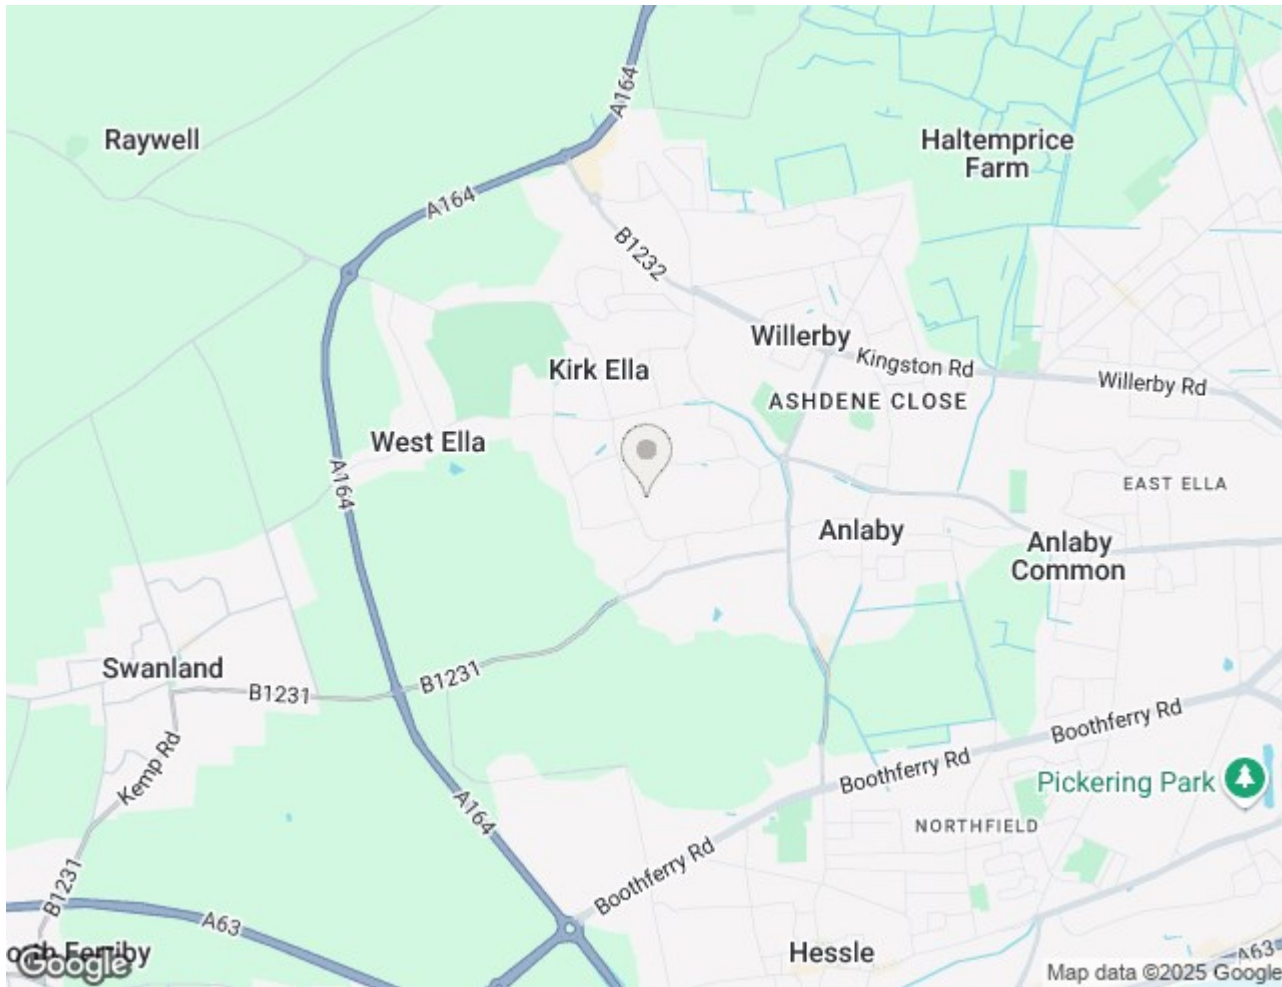 A164
Raywell
Haltemprice
Farm
A164
B1232
Willerby
Kirk Ella
Kingston Rd
Willerby Rd
ASHDENE CLOSE
West Ella
A164
EAST ELLA
Anlaby
Anlaby
Common
Swanland
B1231
B1231
Kemp Rd
Boothferry Rd
Boothferry Rd
Pickering Park
A164
NORTHFIELD
Boothferry Rd
B1231
A63
Hessle
A63
Google
Map data ©2025 Google